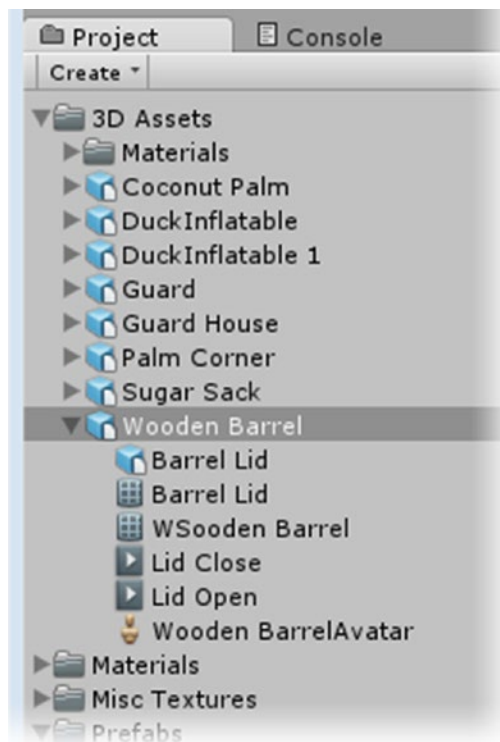 Project Console
Create
3D Assets
Materials
Coconut Palm
DuckInflatable
DuckInflatable 1
Guard
Guard House
Palm Corner
Sugar Sack
Wooden Barrel
Barrel Lid
Barrel Lid
WSooden Barrel
Lid Close
Lid Open
Wooden BarrelAvatar
Materials
Misc Textures
Prefabs